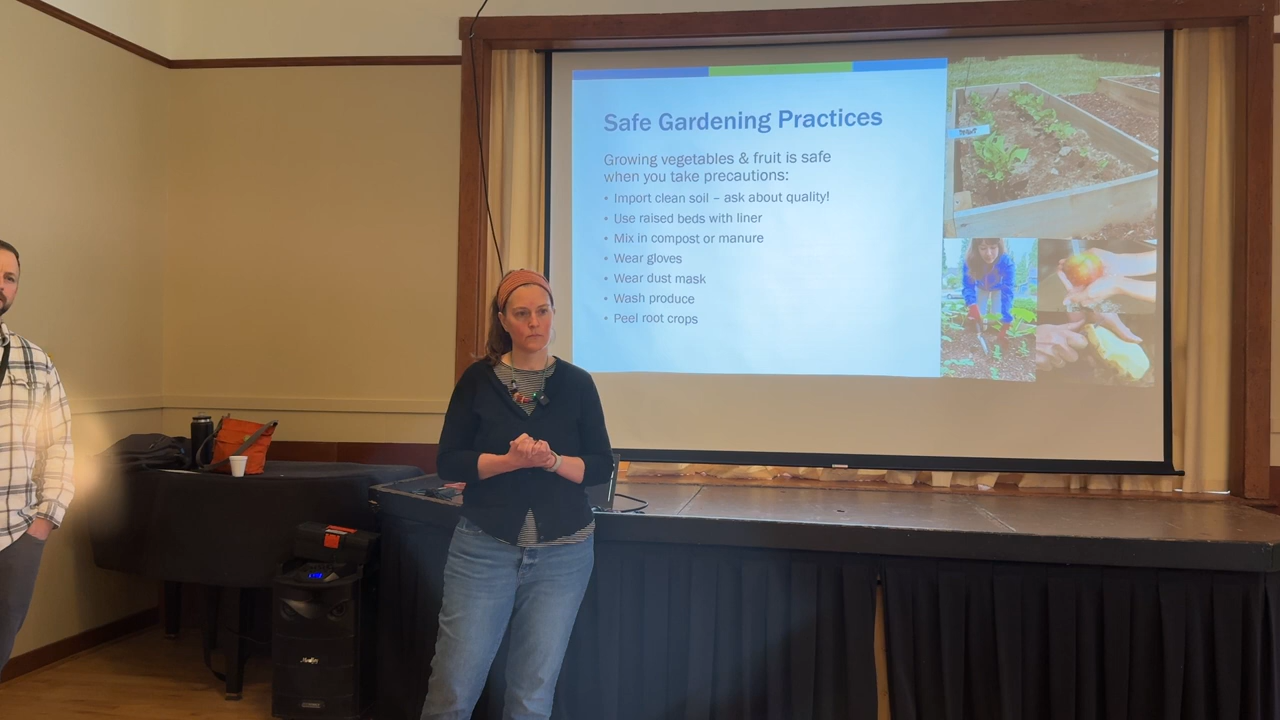 Safe Gardening Practices
Growing vegetables & fruit is safe
when you take precautions:
• Import clean soil – ask about quality!
• Use raised beds with liner
• Mix in compost or manure
• Wear gloves
• Wear dust mask
• Wash produce
• Peel root crops